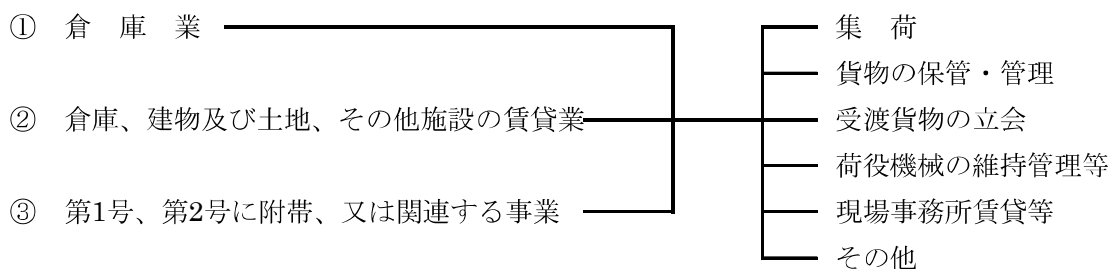 ① 倉 庫 業
② 倉庫、建物及び土地、その他施設の賃貸業
③ 第1号、第2号に附帯、又は関連する事業
集 荷
貨物の保管・管理
受渡貨物の立会
荷役機械の維持管理等
現場事務所賃貸等
その他